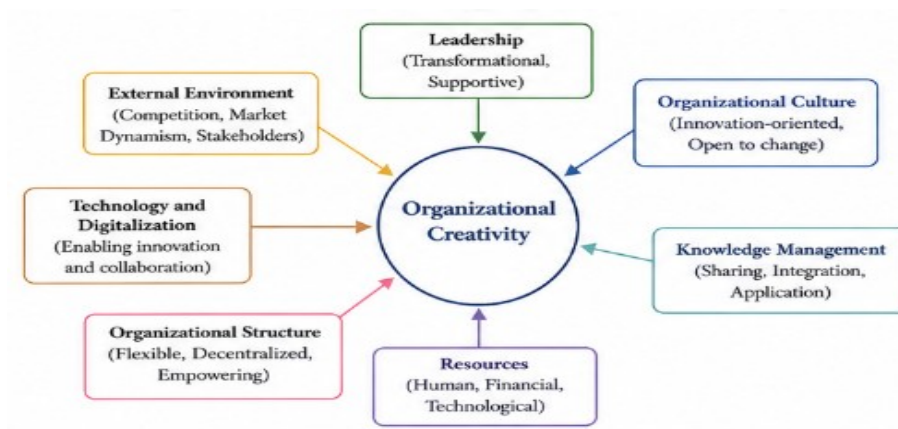 Leadership
(Transformational,
Supportive)
External Environment
(Competition, Market
Dynamism, Stakeholders)
Organizational Culture
(Innovation-oriented,
Open to change)
Technology and
Digitalization
(Enabling innovation
and collaboration)
Organizational
Creativity
Knowledge Management
(Sharing, Integration,
Application)
Organizational Structure
(Flexible, Decentralized,
Empowering)
Resources
(Human, Financial,
Technological)